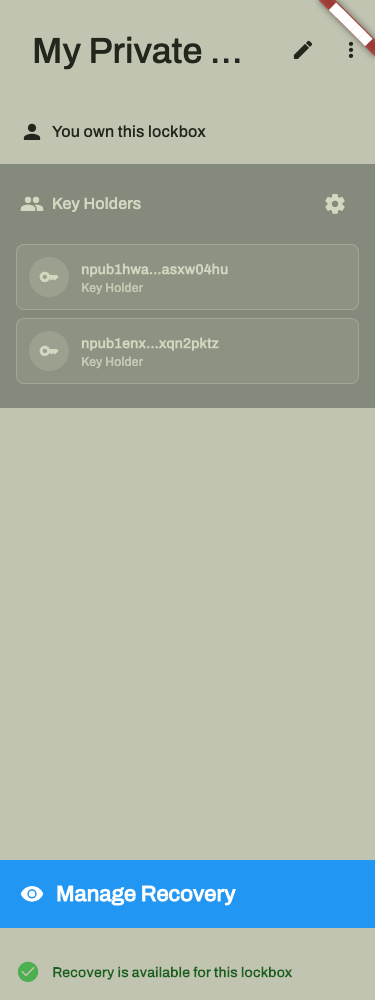 My Private ...
You own this lockbox
Key Holders
npub1hwa...asxw04hu
Key Holder
npub1enx...xqn2pktz
Key Holder
Manage Recovery
Recovery is available for this lockbox